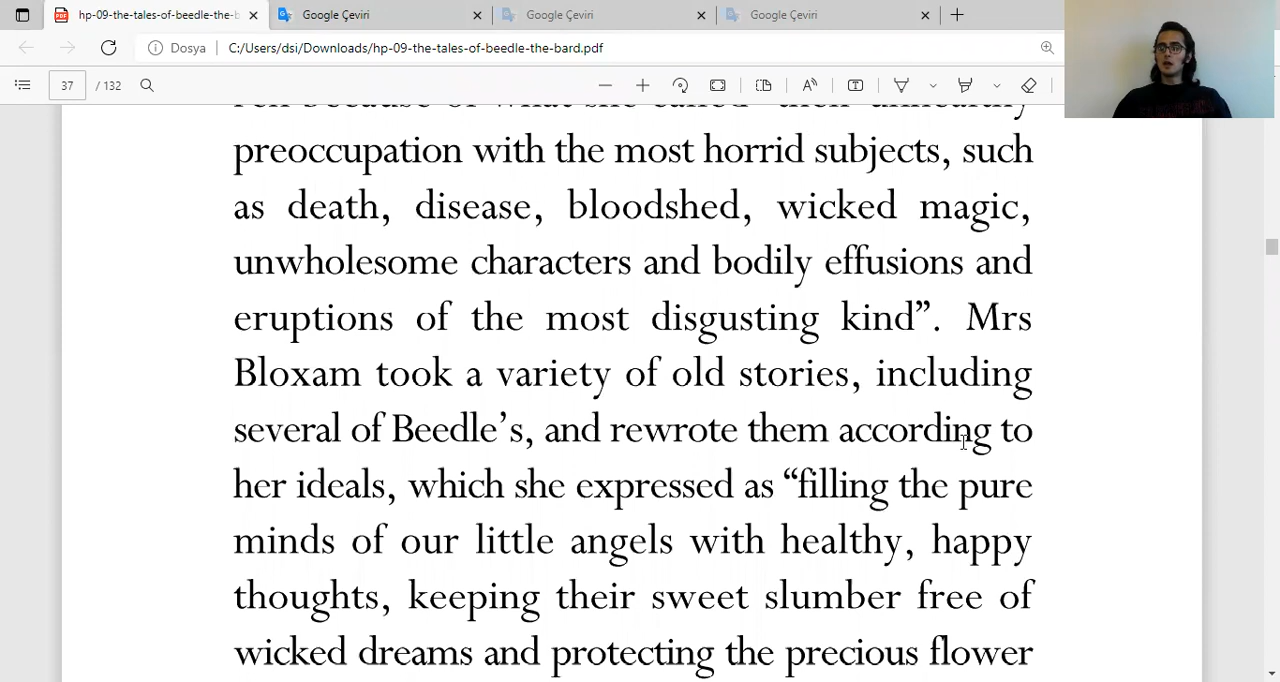 hp-09-the-tales-of-beedle-the-b
Google Çeviri
Google Çeviri
Google Çeviri
Dosya
C:/Users/dsi/Downloads/hp-09-the-tales-of-beedle-the-bard.pdf
37 / 132
preoccupation with the most horrid subjects, such
as death, disease, bloodshed, wicked magic,
unwholesome characters and bodily effusions and
eruptions of the most disgusting kind”. Mrs
Bloxam took a variety of old stories, including
several of Beedle’s, and rewrote them according to
her ideals, which she expressed as “filling the pure
minds of our little angels with healthy, happy
thoughts, keeping their sweet slumber free of
wicked dreams and protecting the precious flower